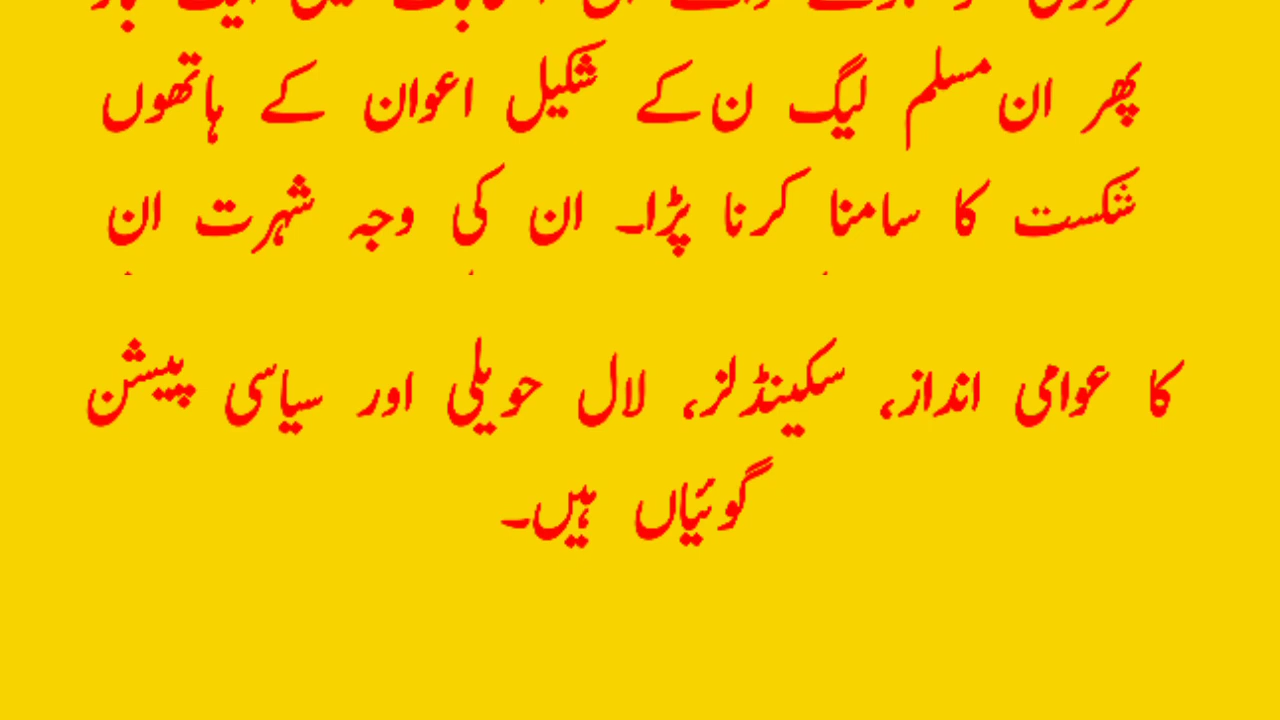 پھر ان مسلم لیگ ن کے شکیل اعوان کے ہاتھوں
شکست کا سامنا کرنا پڑا۔ ان کی وجہ شہرت ان
کا عوامی انداز، سکینڈلز، لال حویلی اور سیاسی پیشن
گوئیاں ہیں۔